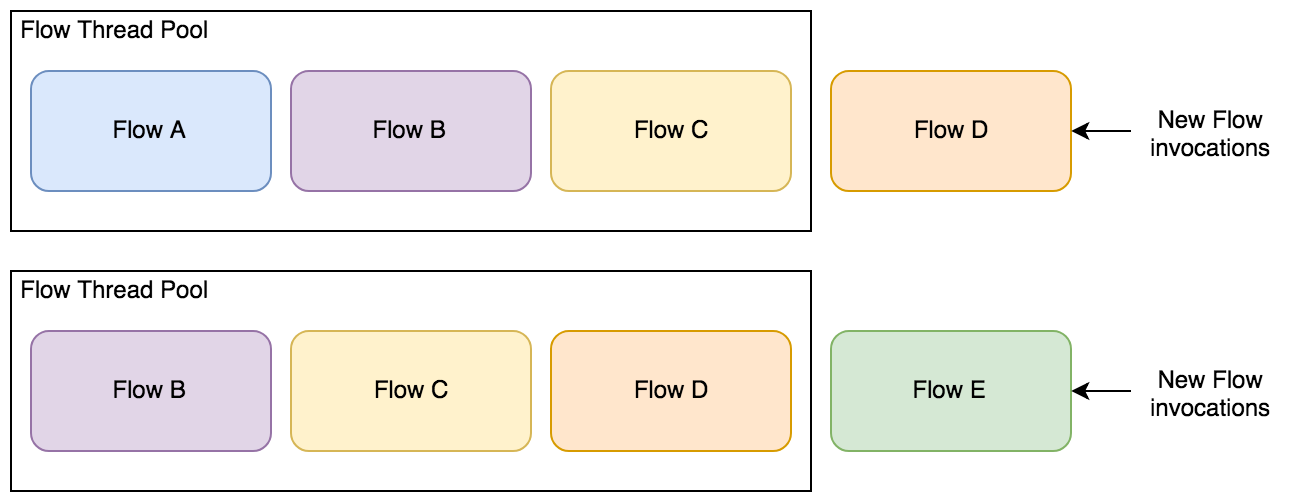 Flow Thread Pool
Flow A
Flow B
Flow C
Flow D
New Flow
invocations
Flow Thread Pool
Flow B
Flow C
Flow D
Flow E
New Flow
invocations